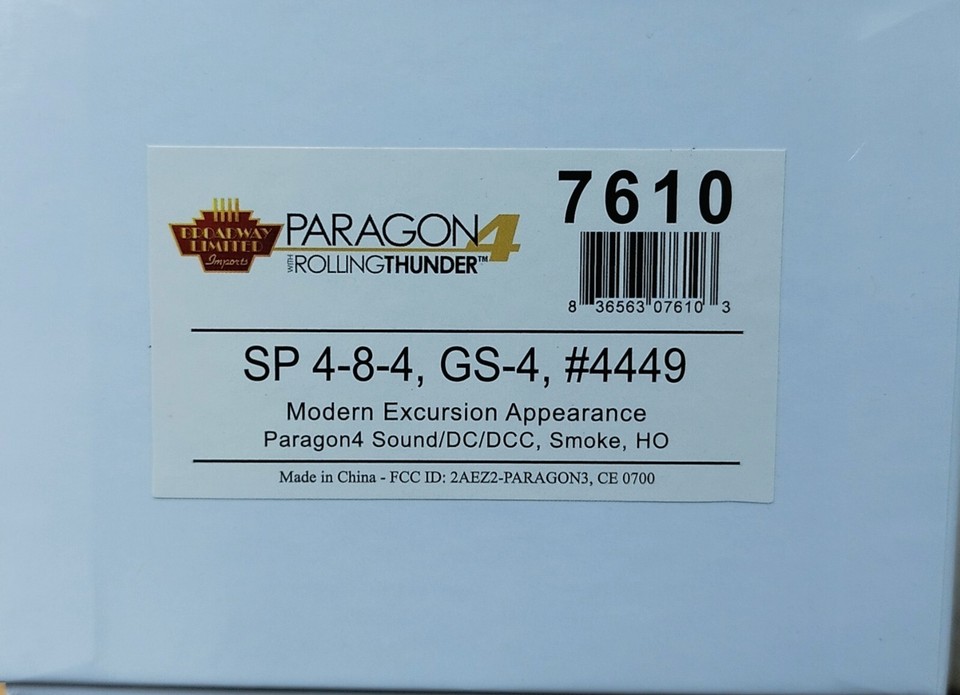 BROADWAY
LIMITED
Imports
PARAGON4
WITH ROLLINGTHUNDER™
7610
8 36563 07610 3
SP 4-8-4, GS-4, #4449
Modern Excursion Appearance
Paragon4 Sound/DC/DCC, Smoke, HO
Made in China - FCC ID: 2AEZ2-PARAGON3, CE 0700